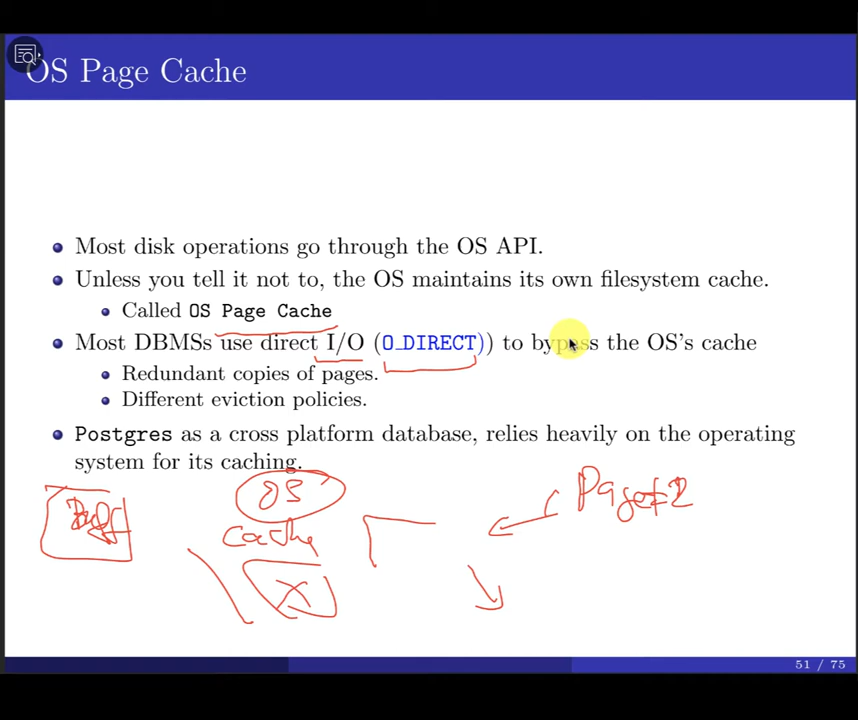 OS Page Cache
Most disk operations go through the OS API.
Unless you tell it not to, the OS maintains its own filesystem cache.
Called OS Page Cache
Most DBMSs use direct I/O (O_DIRECT)) to bypass the OS's cache
Redundant copies of pages.
Different eviction policies.
Postgres as a cross platform database, relies heavily on the operating
system for its caching.
OS
cache
51 / 75